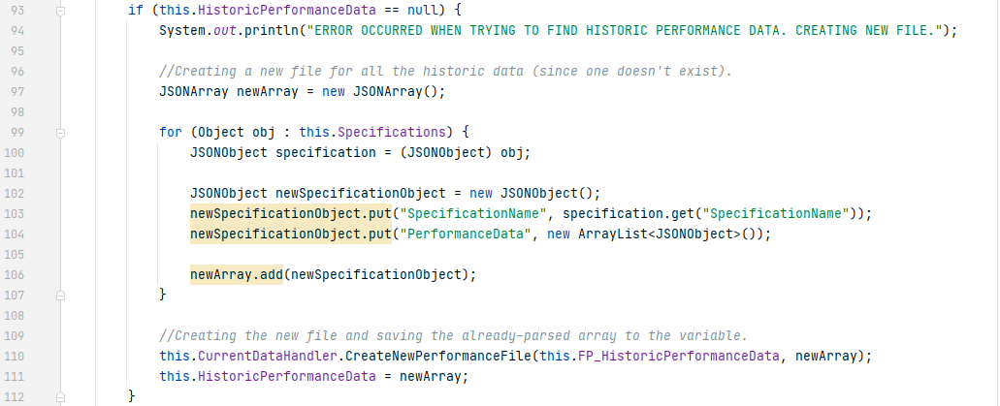 93 if (this.HistoricPerformanceData == null) {
94 System.out.println("ERROR OCCURRED WHEN TRYING TO FIND HISTORIC PERFORMANCE DATA. CREATING NEW FILE.");
95
96 //Creating a new file for all the historic data (since one doesn't exist).
97 JSONArray newArray = new JSONArray();
98
99 for (Object obj : this.Specifications) {
100 JSONObject specification = (JSONObject) obj;
101
102 JSONObject newSpecificationObject = new JSONObject();
103 newSpecificationObject.put("SpecificationName", specification.get("SpecificationName"));
104 newSpecificationObject.put("PerformanceData", new ArrayList<JSONObject>());
105
106 newArray.add(newSpecificationObject);
107 }
108
109 //Creating the new file and saving the already-parsed array to the variable.
110 this.CurrentDataHandler.CreateNewPerformanceFile(this.FP_HistoricPerformanceData, newArray);
111 this.HistoricPerformanceData = newArray;
112 }